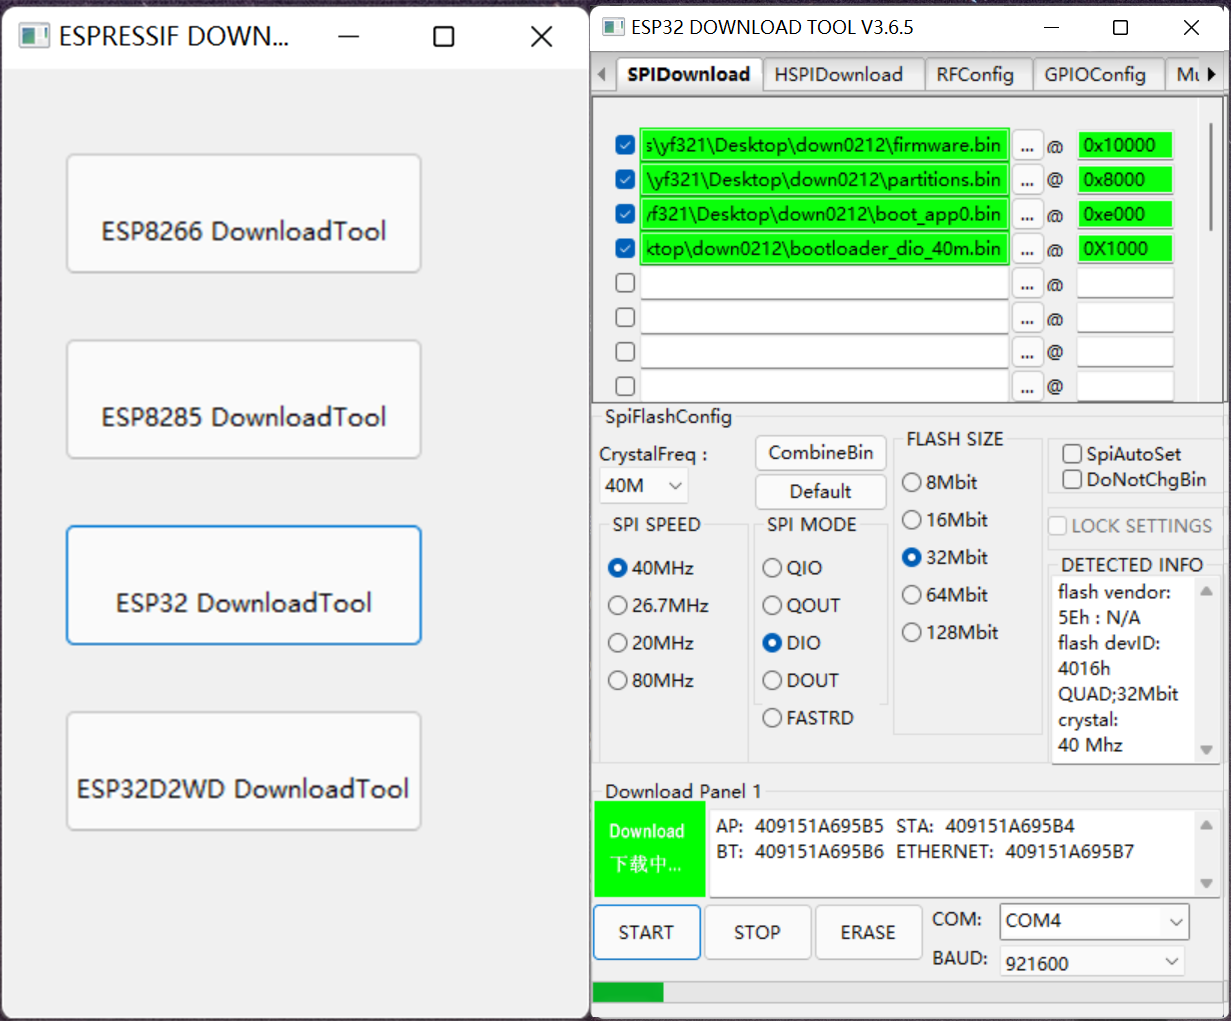 ESPRESSIF DOWN...
ESP8266 DownloadTool
ESP8285 DownloadTool
ESP32 DownloadTool
ESP32D2WD DownloadTool
ESP32 DOWNLOAD TOOL V3.6.5
SPIDownload HSPIDownload RFConfig GPIOConfig Mu
s\yf321\Desktop\down0212\firmware.bin ... @ 0x10000
\yf321\Desktop\down0212\partitions.bin ... @ 0x8000
/f321\Desktop\down0212\boot_app0.bin ... @ 0xe000
ktop\down0212\bootloader_dio_40m.bin ... @ 0X1000
... @
... @
... @
... @
SpiFlashConfig
CrystalFreq :
40M
CombineBin
Default
SPI SPEED
40MHz
26.7MHz
20MHz
80MHz
SPI MODE
QIO
QOUT
DIO
DOUT
FASTRD
FLASH SIZE
8Mbit
16Mbit
32Mbit
64Mbit
128Mbit
SpiAutoSet
DoNotChgBin
LOCK SETTINGS
DETECTED INFO
flash vendor:
5Eh : N/A
flash devID:
4016h
QUAD;32Mbit
crystal:
40 Mhz
Download Panel 1
Download
下载中...
AP: 409151A695B5 STA: 409151A695B4
BT: 409151A695B6 ETHERNET: 409151A695B7
START STOP ERASE
COM: COM4
BAUD: 921600